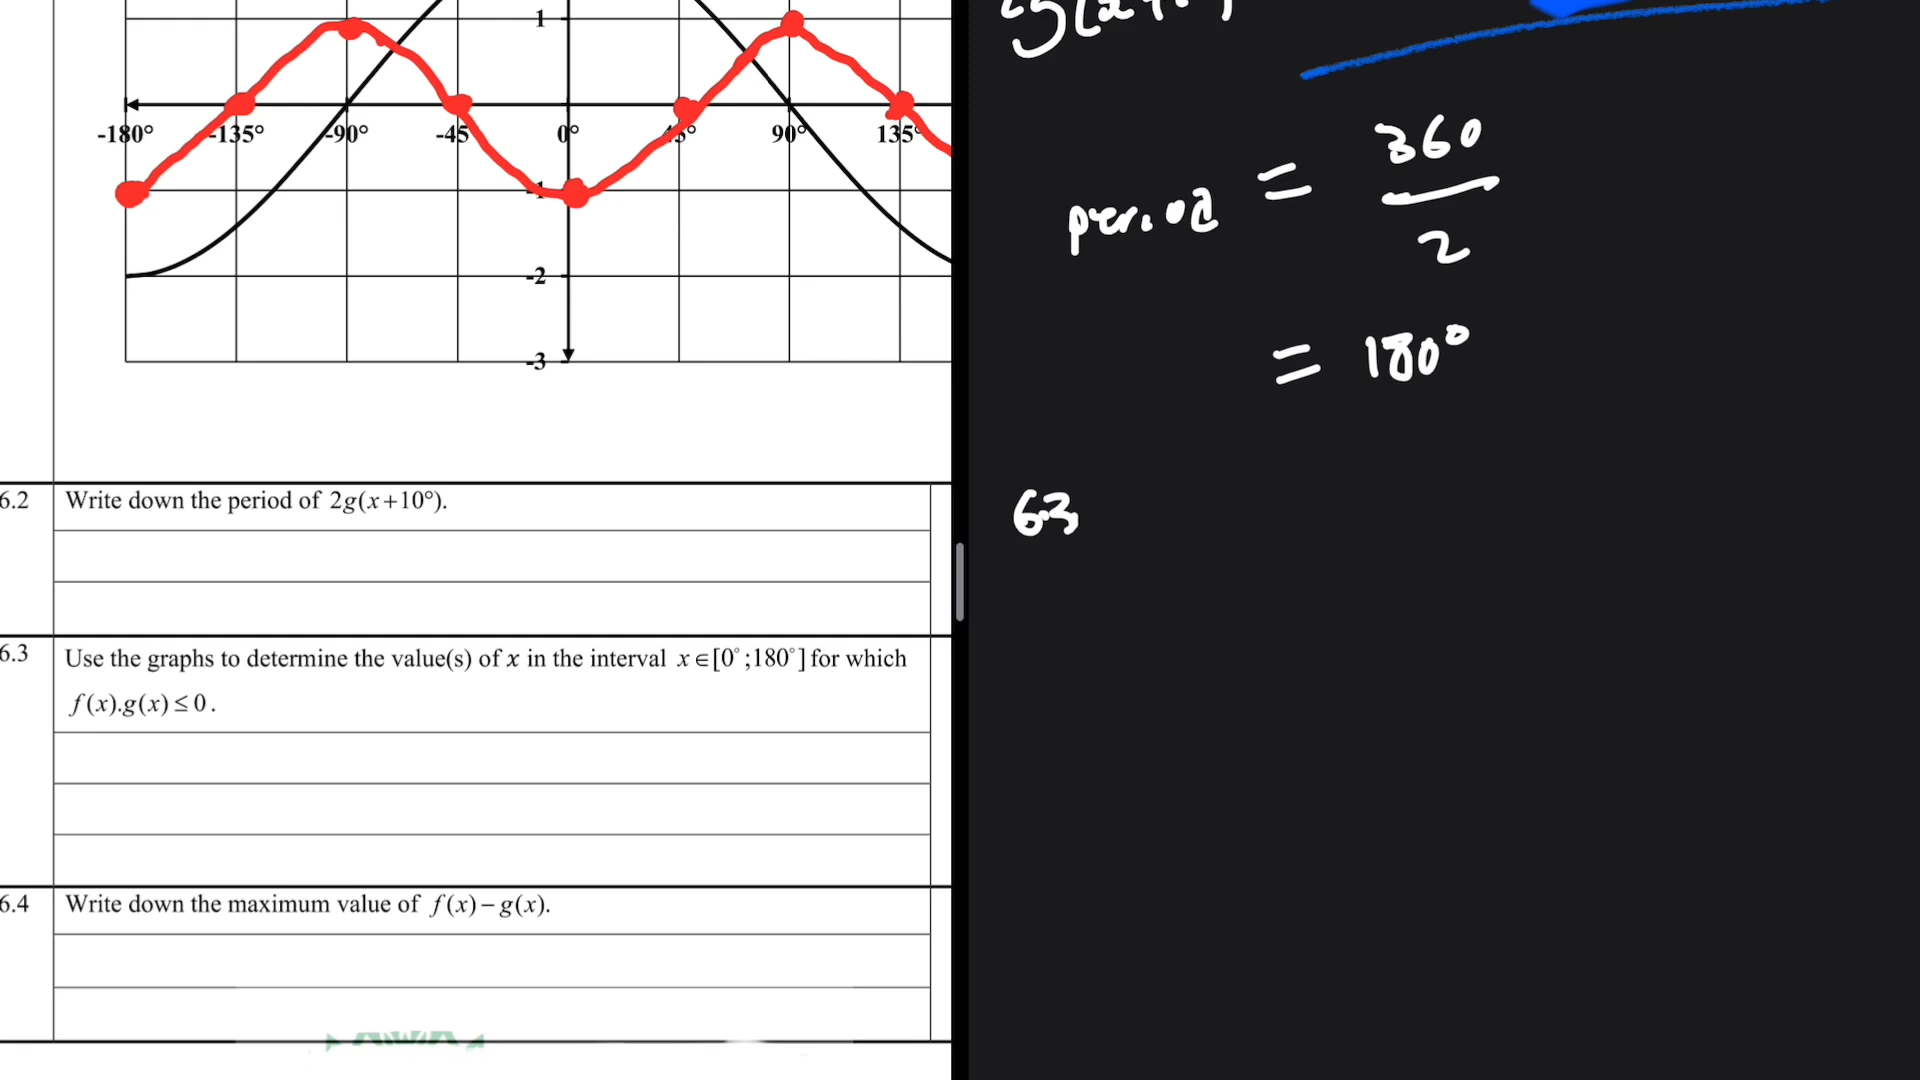 1
-180° -135° -90° -45 0° 45° 90° 135°
-1
-2
-3
period = 360
2
= 180°
6.2 Write down the period of 2g(x+10°).
6.3
6.3 Use the graphs to determine the value(s) of x in the interval x∈[0°;180°] for which
f(x).g(x)≤0.
6.4 Write down the maximum value of f(x)−g(x).